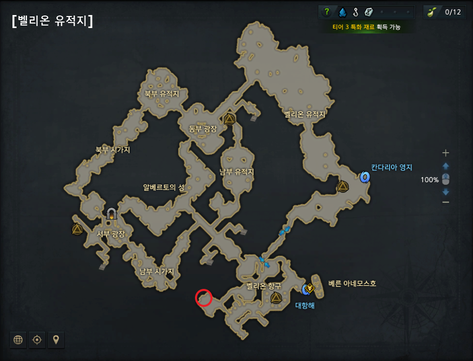 [벨리온 유적지]
? 0/12
티어 3 특화 재료 획득 가능
북부 유적지
동부 광장
벨리온 유적지
북부 시가지
남부 유적지
칸다리아 영지
알베르토의 섬
100%
서부 광장
남부 시가지
벨리온 항구
베른 아네모스호
대항해